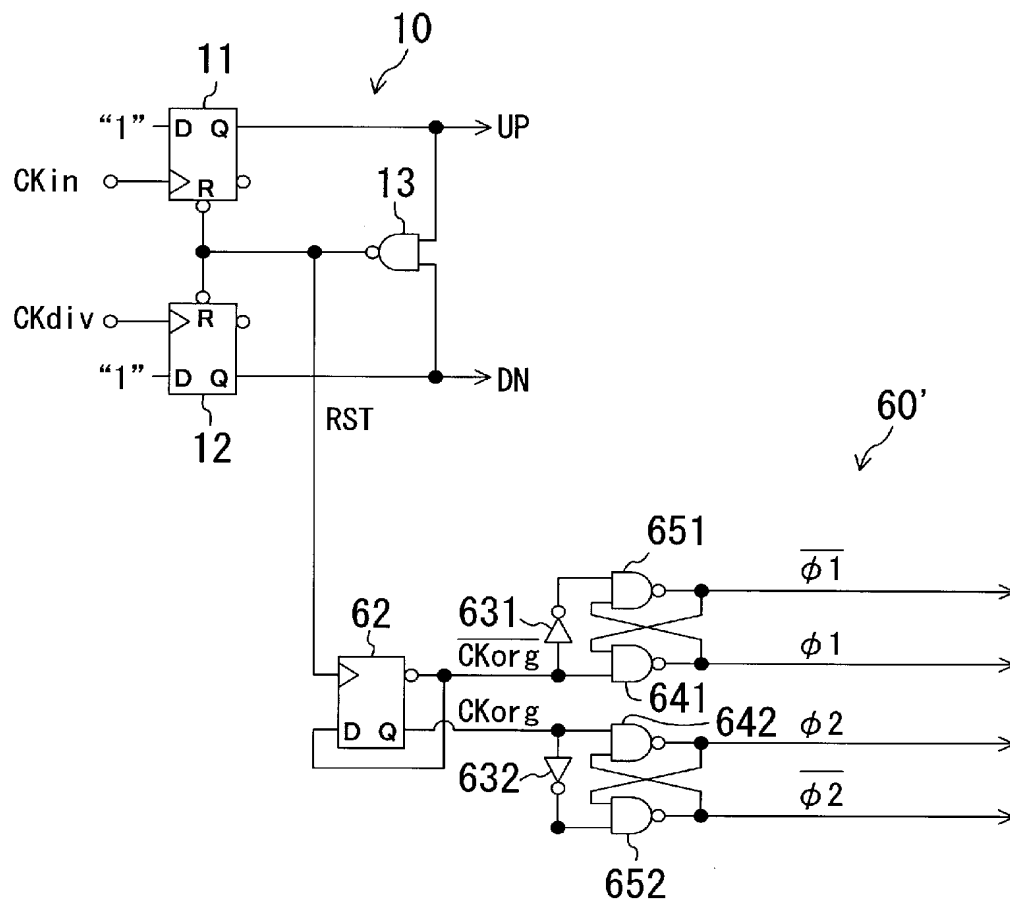 10
11
“1”
D Q
UP
CKin
R
13
CKdiv
R
“1”
D Q
DN
12
RST
60'
651
φ1
62
631
CKorg
φ1
641
CKorg
642
φ2
D Q
632
φ2
652